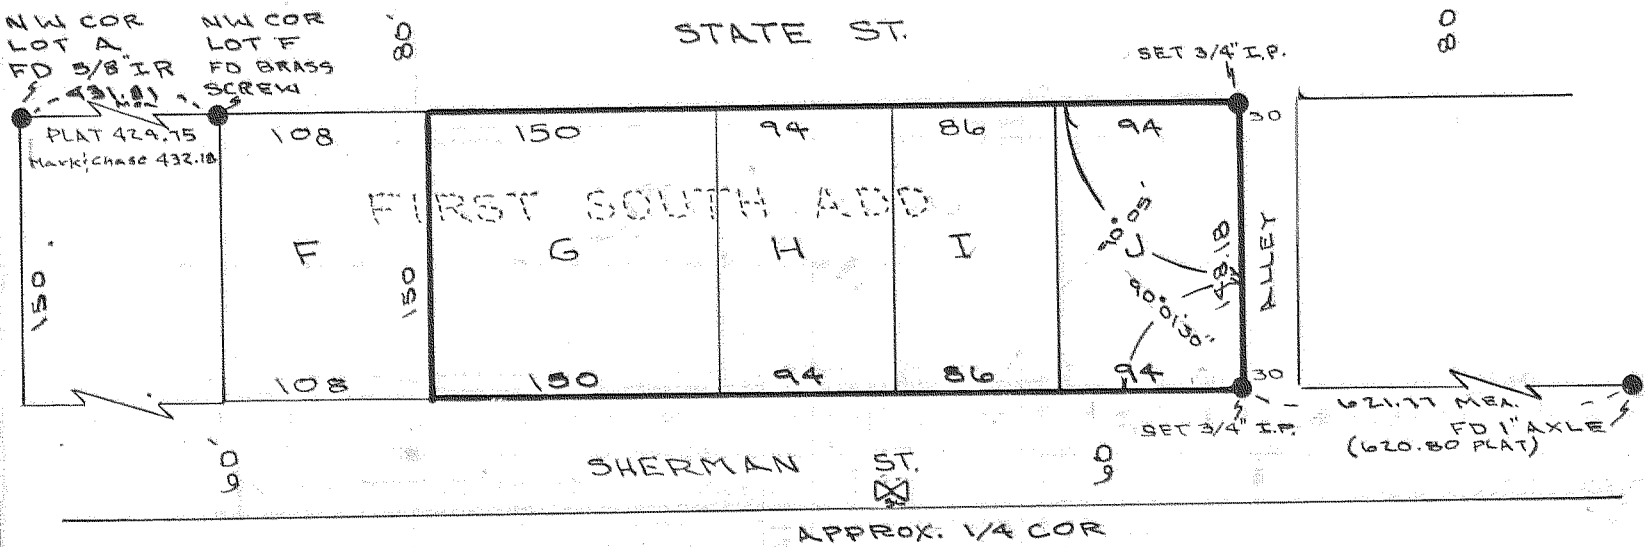 NW COR
LOT A
FD 5/8" IR
NW COR
LOT F
FD BRASS
SCREW
80'
STATE ST.
80
SET 3/4" I.P.
MEA.
PLAT 429.75
Mark & Chase 432.18
108
150
94
86
94
30
FIRST SOUTH ADD
150
F
150
G
H
I
J
90° 05'
90° 01'30"
148.18
ALLEY
108
150
94
86
94
30
SET 3/4" I.P.
621.77 MEA.
FD 1" AXLE
(620.80 PLAT)
60'
SHERMAN ST.
60
APPROX. 1/4 COR